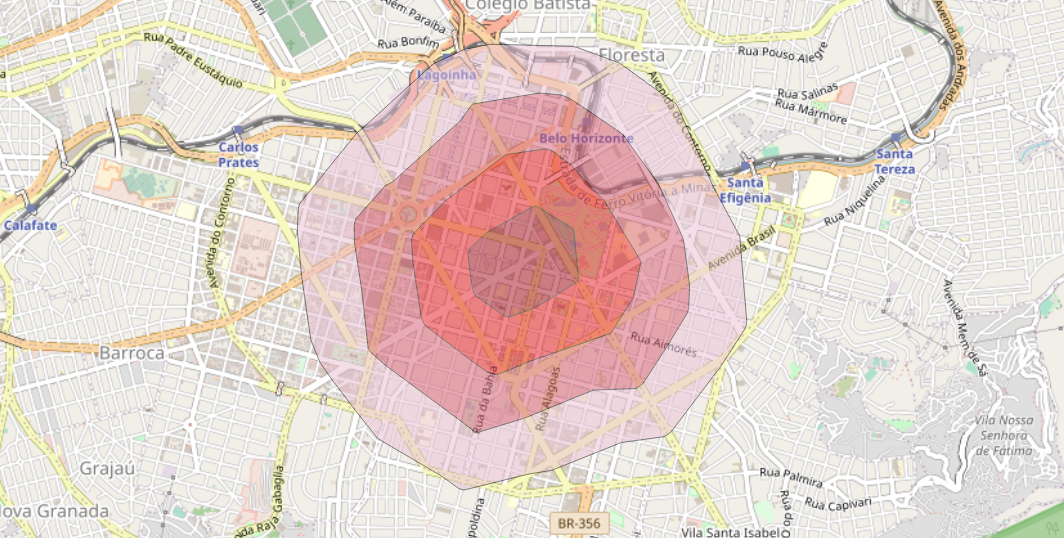 Colégio Batista
Além Paraíba
Rua Padre Eustáquio
Rua Bonfim
Floresta
Rua Pouso Alegre
Avenida dos Andradas
Lagoinha
Avenida do Contorno
Rua Salinas
Rua Mármore
Belo Horizonte
Carlos
Prates
Estrada de Ferro Vitória a Minas
Santa
Efigênia
Santa
Tereza
Rua Niquelina
Calafate
Avenida do Contorno
Avenida Brasil
Avenida Mem de Sá
Barroca
Rua Aimorés
Rua da Bahia
Rua Alagoas
Vila Nossa
Senhora
de Fátima
Grajaú
Rua Palmira
Rua Capivari
Nova Granada
Raja Gabaglia
BR-356
Rua do
Vila Santa Isabel